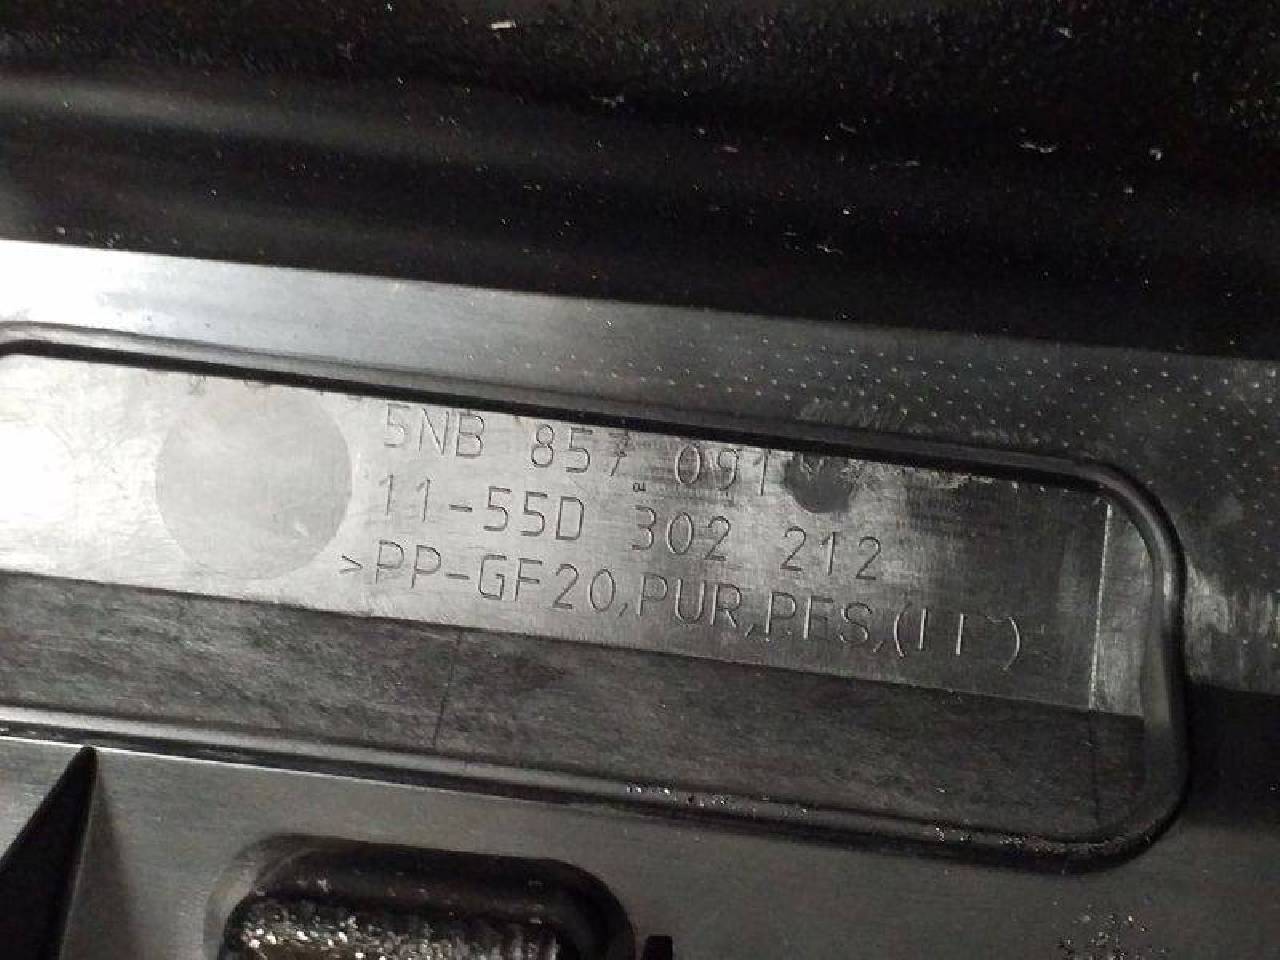 5NB 857 091
11-55D 302 212
>PP-GF20,PUR,PES,